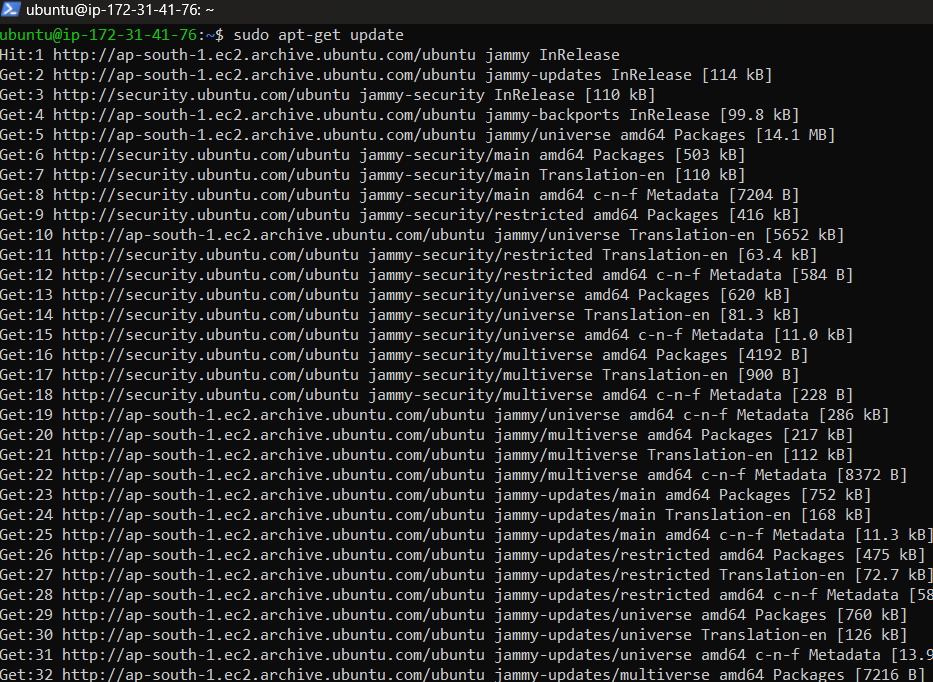 ubuntu@ip-172-31-41-76: ~
ubuntu@ip-172-31-41-76:~$ sudo apt-get update
Hit:1 http://ap-south-1.ec2.archive.ubuntu.com/ubuntu jammy InRelease
Get:2 http://ap-south-1.ec2.archive.ubuntu.com/ubuntu jammy-updates InRelease [114 kB]
Get:3 http://security.ubuntu.com/ubuntu jammy-security InRelease [110 kB]
Get:4 http://ap-south-1.ec2.archive.ubuntu.com/ubuntu jammy-backports InRelease [99.8 kB]
Get:5 http://ap-south-1.ec2.archive.ubuntu.com/ubuntu jammy/universe amd64 Packages [14.1 MB]
Get:6 http://security.ubuntu.com/ubuntu jammy-security/main amd64 Packages [503 kB]
Get:7 http://security.ubuntu.com/ubuntu jammy-security/main Translation-en [110 kB]
Get:8 http://security.ubuntu.com/ubuntu jammy-security/main amd64 c-n-f Metadata [7204 B]
Get:9 http://security.ubuntu.com/ubuntu jammy-security/restricted amd64 Packages [416 kB]
Get:10 http://ap-south-1.ec2.archive.ubuntu.com/ubuntu jammy/universe Translation-en [5652 kB]
Get:11 http://security.ubuntu.com/ubuntu jammy-security/restricted Translation-en [63.4 kB]
Get:12 http://security.ubuntu.com/ubuntu jammy-security/restricted amd64 c-n-f Metadata [584 B]
Get:13 http://security.ubuntu.com/ubuntu jammy-security/universe amd64 Packages [620 kB]
Get:14 http://security.ubuntu.com/ubuntu jammy-security/universe Translation-en [81.3 kB]
Get:15 http://security.ubuntu.com/ubuntu jammy-security/universe amd64 c-n-f Metadata [11.0 kB]
Get:16 http://security.ubuntu.com/ubuntu jammy-security/multiverse amd64 Packages [4192 B]
Get:17 http://security.ubuntu.com/ubuntu jammy-security/multiverse Translation-en [900 B]
Get:18 http://security.ubuntu.com/ubuntu jammy-security/multiverse amd64 c-n-f Metadata [228 B]
Get:19 http://ap-south-1.ec2.archive.ubuntu.com/ubuntu jammy/universe amd64 c-n-f Metadata [286 kB]
Get:20 http://ap-south-1.ec2.archive.ubuntu.com/ubuntu jammy/multiverse amd64 Packages [217 kB]
Get:21 http://ap-south-1.ec2.archive.ubuntu.com/ubuntu jammy/multiverse Translation-en [112 kB]
Get:22 http://ap-south-1.ec2.archive.ubuntu.com/ubuntu jammy/multiverse amd64 c-n-f Metadata [8372 B]
Get:23 http://ap-south-1.ec2.archive.ubuntu.com/ubuntu jammy-updates/main amd64 Packages [752 kB]
Get:24 http://ap-south-1.ec2.archive.ubuntu.com/ubuntu jammy-updates/main Translation-en [168 kB]
Get:25 http://ap-south-1.ec2.archive.ubuntu.com/ubuntu jammy-updates/main amd64 c-n-f Metadata [11.3 kB]
Get:26 http://ap-south-1.ec2.archive.ubuntu.com/ubuntu jammy-updates/restricted amd64 Packages [475 kB]
Get:27 http://ap-south-1.ec2.archive.ubuntu.com/ubuntu jammy-updates/restricted Translation-en [72.7 kB]
Get:28 http://ap-south-1.ec2.archive.ubuntu.com/ubuntu jammy-updates/restricted amd64 c-n-f Metadata [58
Get:29 http://ap-south-1.ec2.archive.ubuntu.com/ubuntu jammy-updates/universe amd64 Packages [760 kB]
Get:30 http://ap-south-1.ec2.archive.ubuntu.com/ubuntu jammy-updates/universe Translation-en [126 kB]
Get:31 http://ap-south-1.ec2.archive.ubuntu.com/ubuntu jammy-updates/universe amd64 c-n-f Metadata [13.9
Get:32 http://ap-south-1.ec2.archive.ubuntu.com/ubuntu jammy-updates/multiverse amd64 Packages [7216 B]